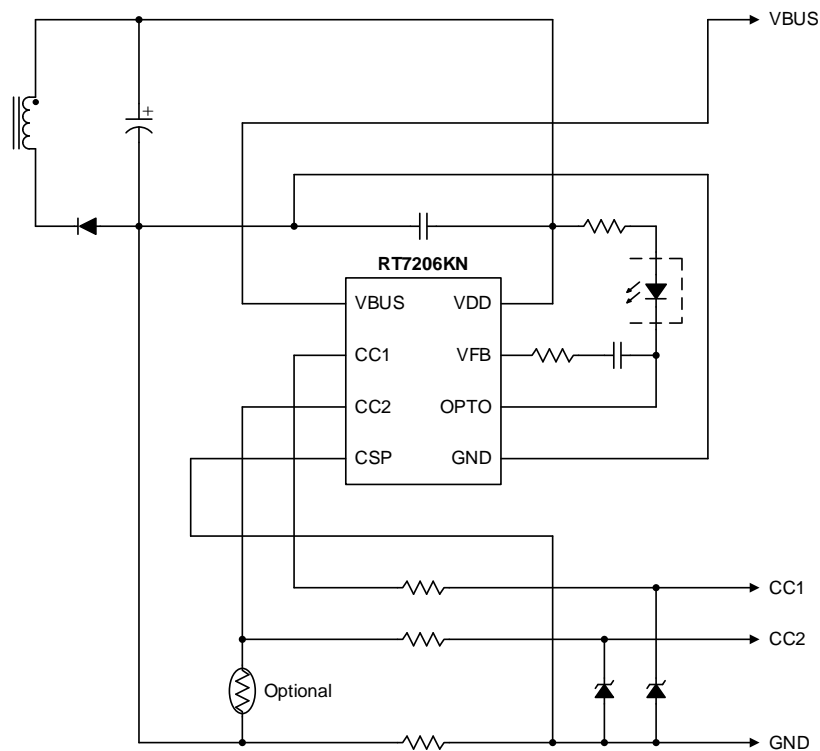 VBUS
+
RT7206KN
VBUS VDD
CC1 VFB
CC2 OPTO
CSP GND
CC1
CC2
Optional
GND